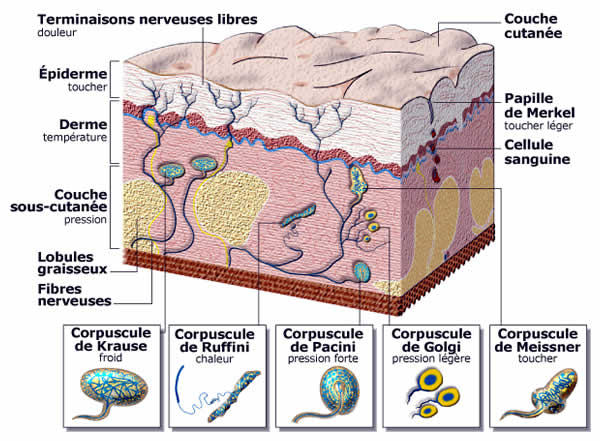 Terminaisons nerveuses libres
douleur
Couche
cutanée
Épiderme
toucher
Papille
de Merkel
toucher léger
Derme
température
Cellule
sanguine
Couche
sous-cutanée
pression
Lobules
graisseux
Fibres
nerveuses
Corpuscule
de Krause
froid
Corpuscule
de Ruffini
chaleur
Corpuscule
de Pacini
pression forte
Corpuscule
de Golgi
pression légère
Corpuscule
de Meissner
toucher